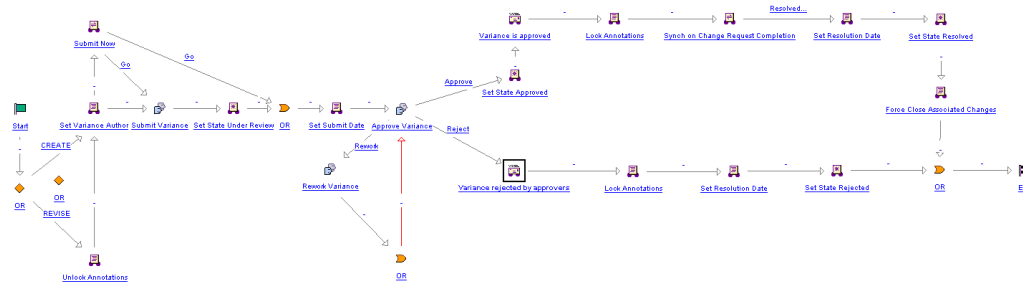 Resolved...
Variance is approved
Lock Annotations
Synch on Change Request Completion
Set Resolution Date
Set State Resolved
Submit Now
Go
Go
Approve
Set State Approved
Force Close Associated Changes
Start
Set Variance Author
Submit Variance
Set State Under Review
OR
Set Submit Date
Approve Variance
Reject
CREATE
Rework
Rework Variance
Variance rejected by approvers
Lock Annotations
Set Resolution Date
Set State Rejected
OR
E
OR
OR
REVISE
Unlock Annotations
OR